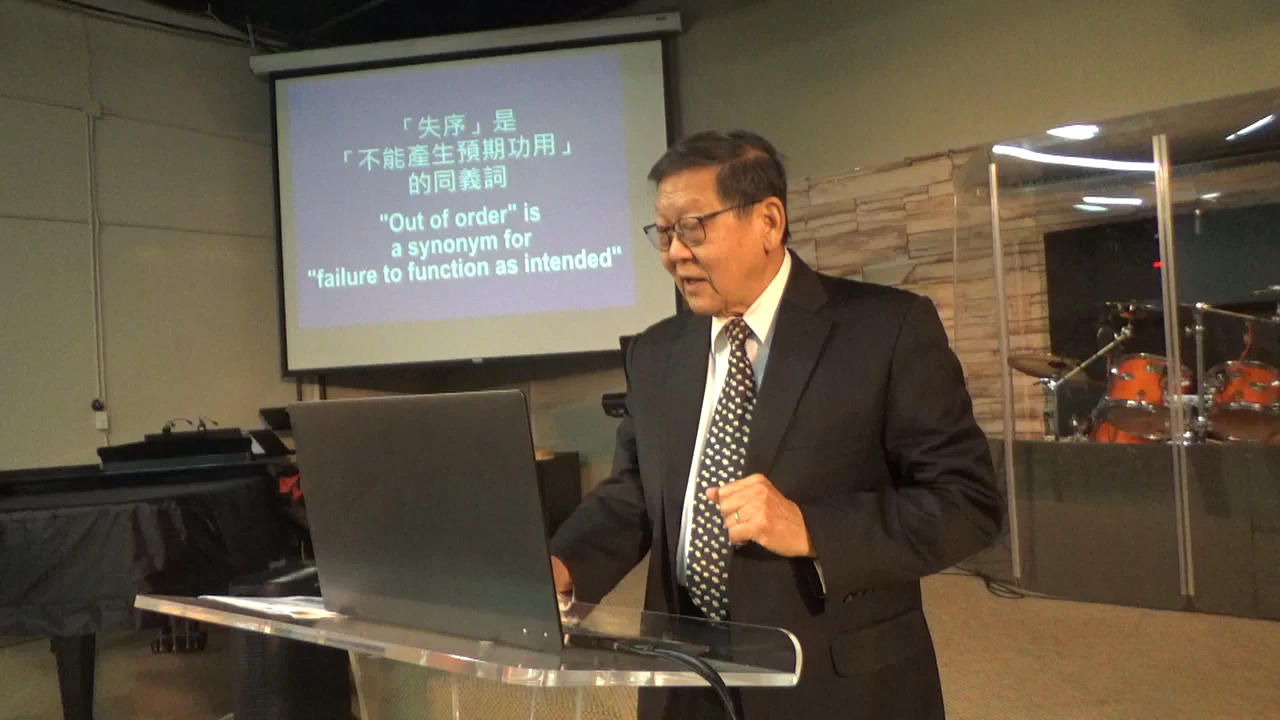 「失序」是
「不能產生預期功用」
的同義詞
"Out of order" is
a synonym for
"failure to function as intended"